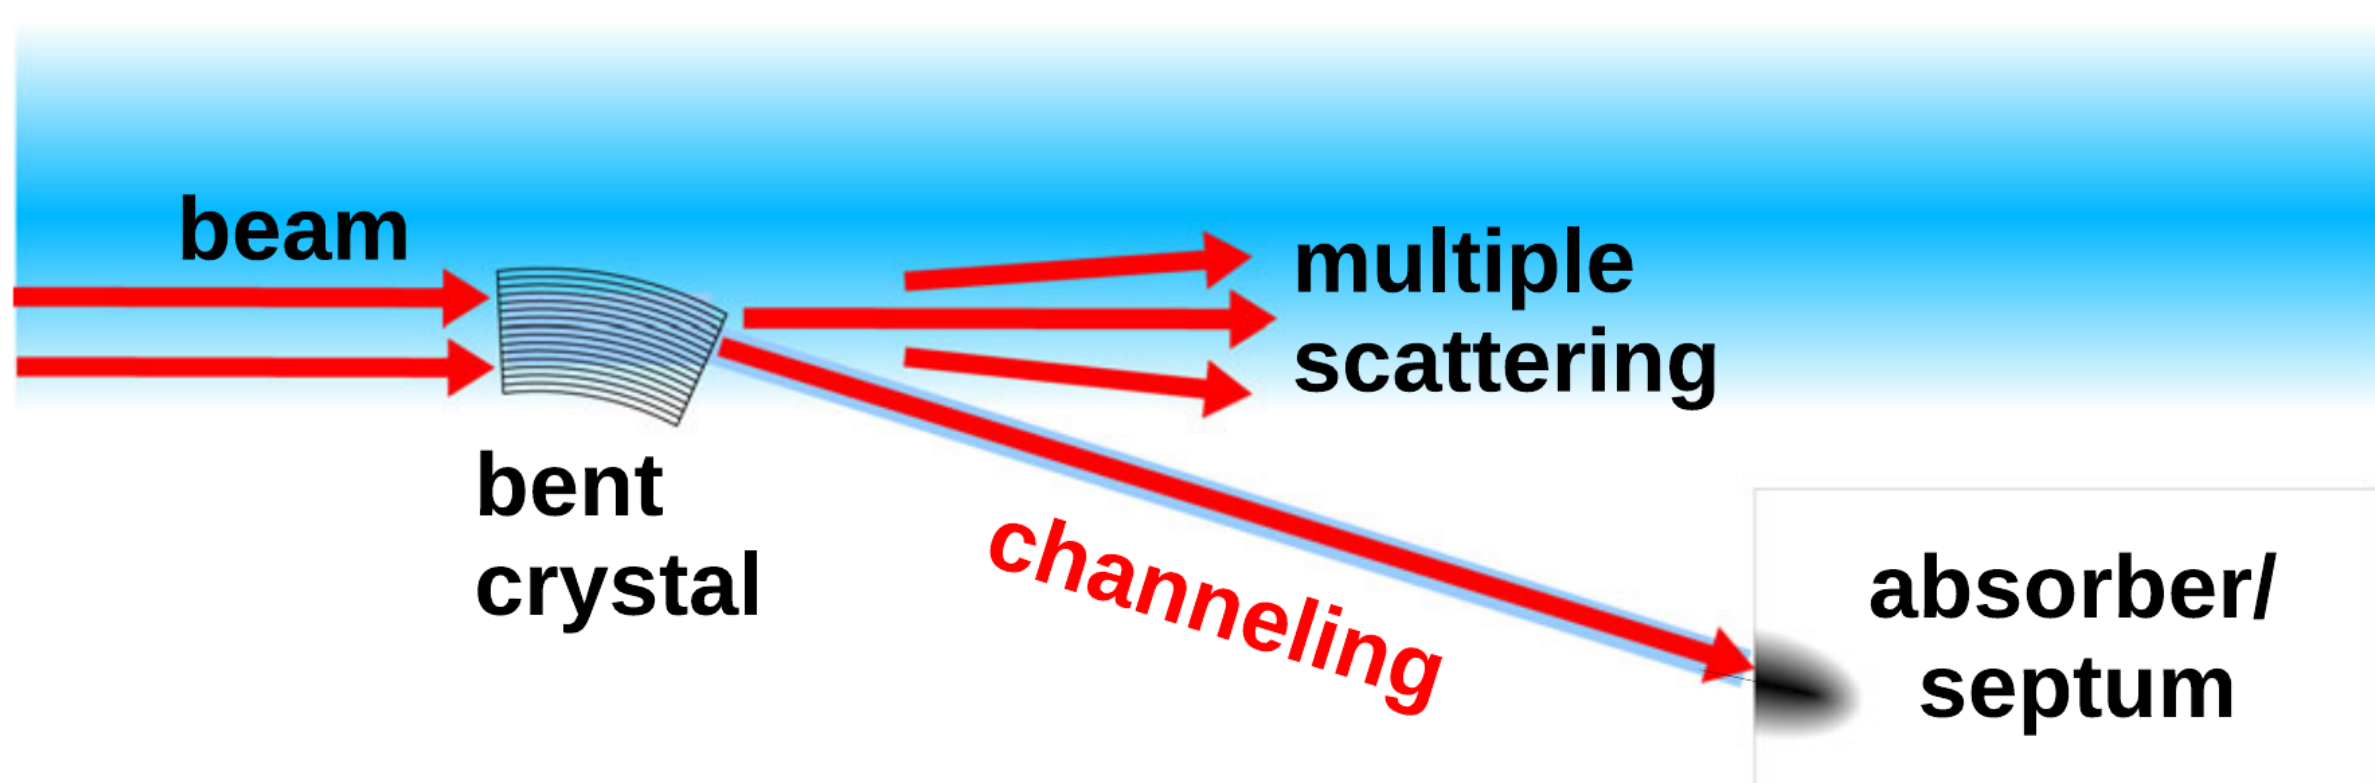 beam
multiple
scattering
bent
crystal
channeling
absorber/
septum